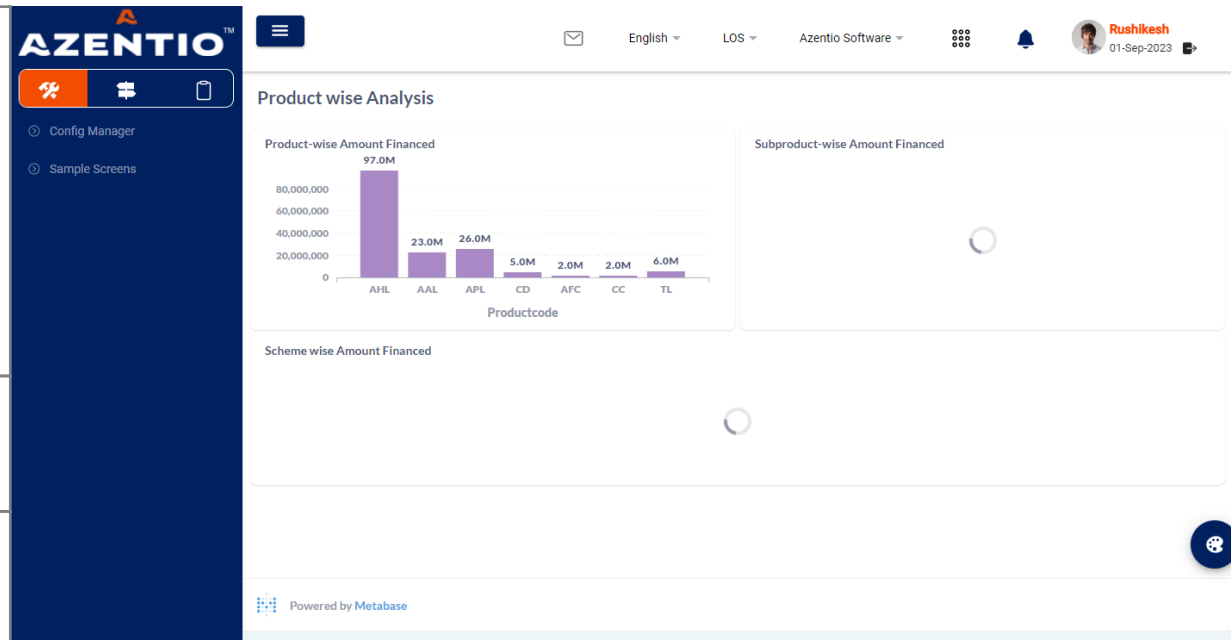 AZENTIO™
English
LOS
Azentio Software
Rushikesh
01-Sep-2023
Config Manager
Sample Screens
Product wise Analysis
Product-wise Amount Financed
97.0M
80,000,000
60,000,000
40,000,000
23.0M 26.0M
20,000,000
5.0M 2.0M 2.0M 6.0M
0
AHL AAL APL CD AFC CC TL
Productcode
Subproduct-wise Amount Financed
Scheme wise Amount Financed
Powered by Metabase